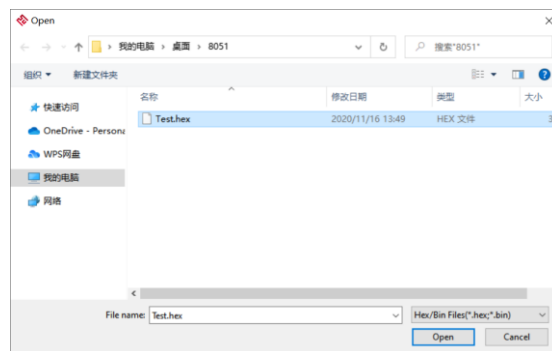 Open
我的电脑 › 桌面 › 8051
搜索"8051"
组织
新建文件夹
名称
修改日期
类型
大小
Test.hex
2020/11/16 13:49
HEX 文件
3
快速访问
OneDrive - Persona
WPS网盘
我的电脑
网络
File name:
Test.hex
Hex/Bin Files(*.hex;*.bin)
Open
Cancel